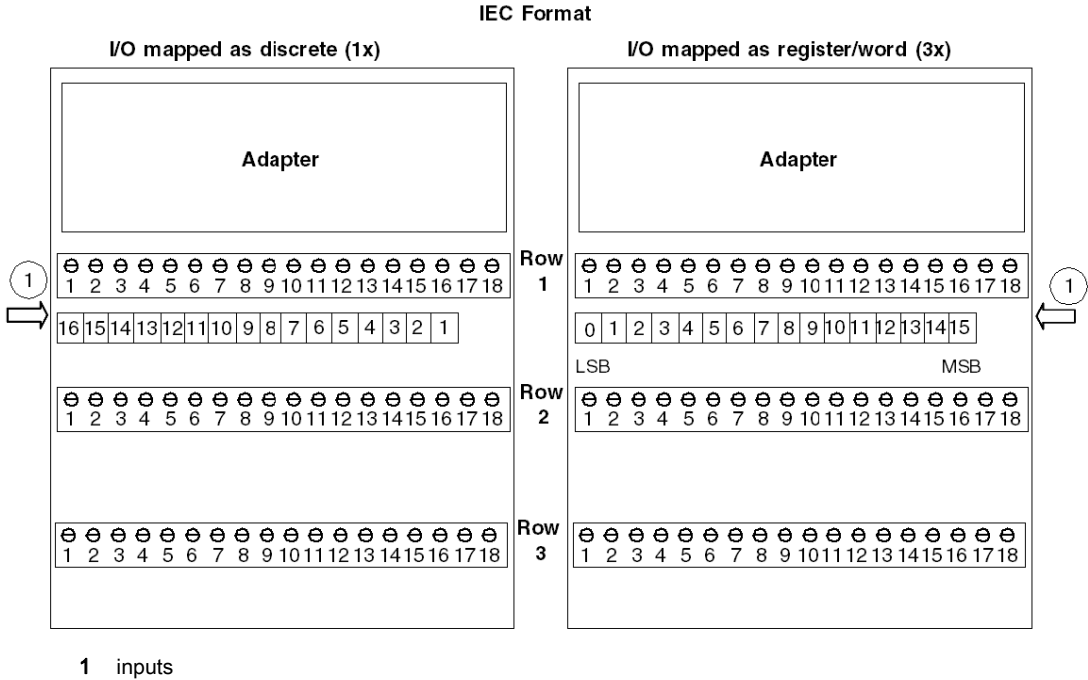 IEC Format
I/O mapped as discrete (1x)
I/O mapped as register/word (3x)
Adapter
Adapter
1 2 3 4 5 6 7 8 9 10 11 12 13 14 15 16 17 18
Row 1
1 2 3 4 5 6 7 8 9 10 11 12 13 14 15 16 17 18
1
1
16 15 14 13 12 11 10 9 8 7 6 5 4 3 2 1
0 1 2 3 4 5 6 7 8 9 10 11 12 13 14 15
LSB MSB
1 2 3 4 5 6 7 8 9 10 11 12 13 14 15 16 17 18
Row 2
1 2 3 4 5 6 7 8 9 10 11 12 13 14 15 16 17 18
1 2 3 4 5 6 7 8 9 10 11 12 13 14 15 16 17 18
Row 3
1 2 3 4 5 6 7 8 9 10 11 12 13 14 15 16 17 18
1 inputs